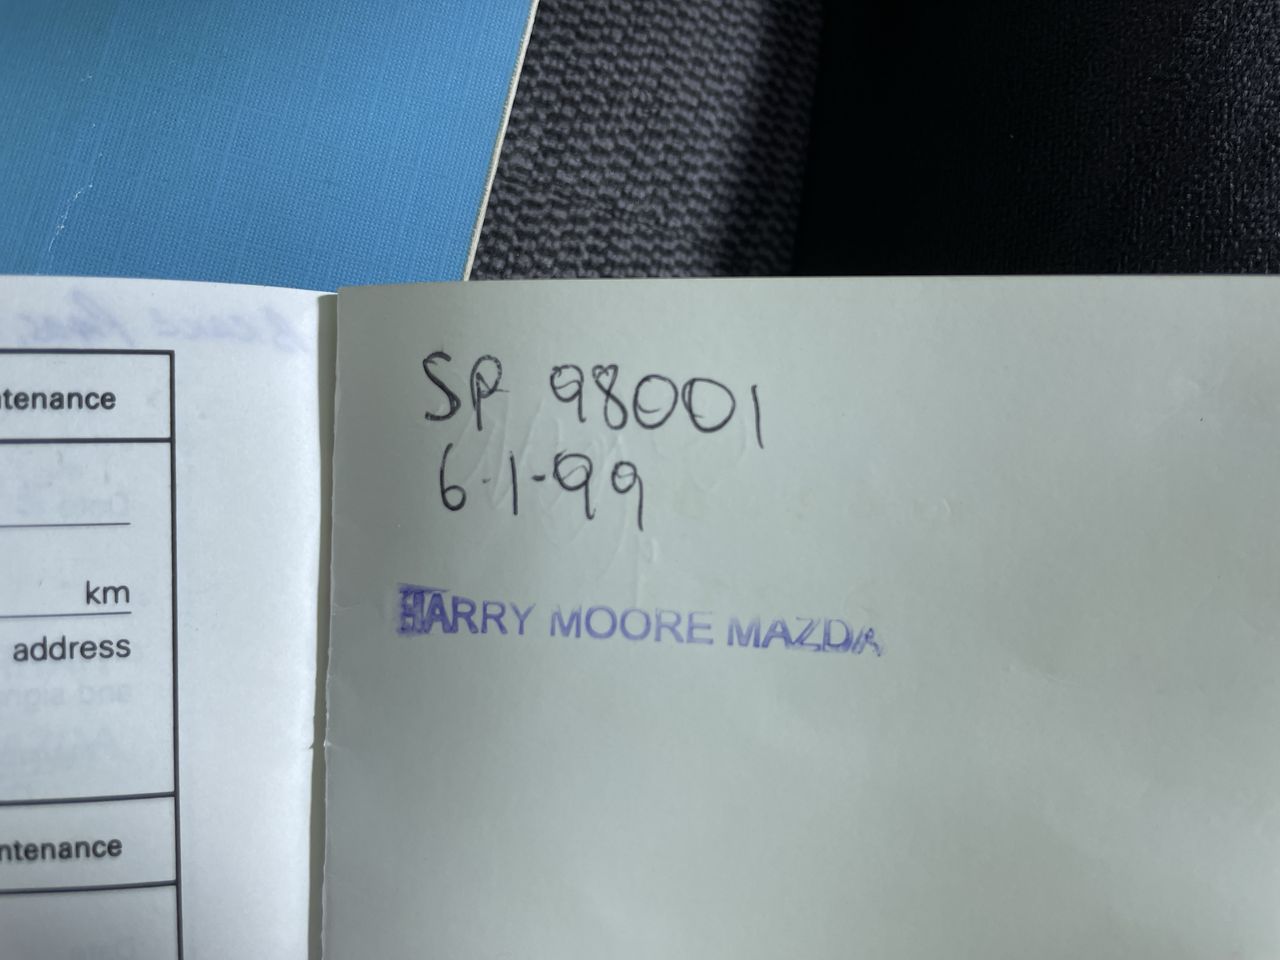 ntenance
km
address
ntenance
SP 98001
6-1-99
HARRY MOORE MAZDA